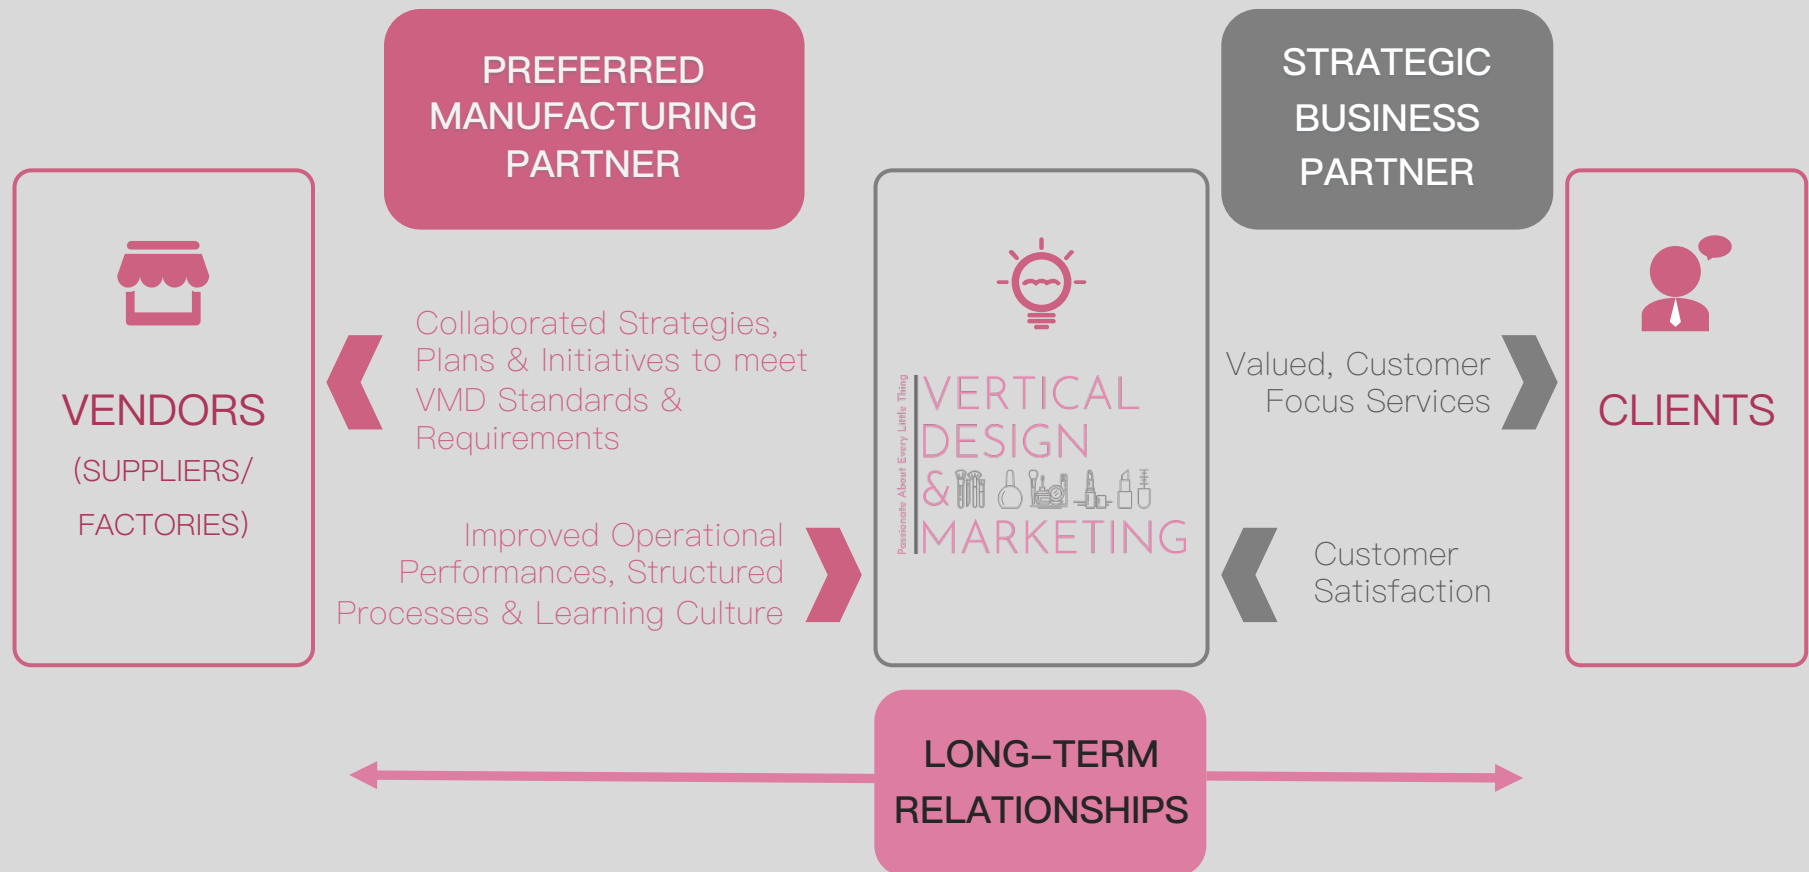 PREFERRED
MANUFACTURING
PARTNER
STRATEGIC
BUSINESS
PARTNER
VENDORS
(SUPPLIERS/
FACTORIES)
Collaborated Strategies,
Plans & Initiatives to meet
VMD Standards &
Requirements
Improved Operational
Performances, Structured
Processes & Learning Culture
Passionate About Every Little Thing
VERTICAL
DESIGN
&
MARKETING
Valued, Customer
Focus Services
Customer
Satisfaction
CLIENTS
LONG-TERM
RELATIONSHIPS